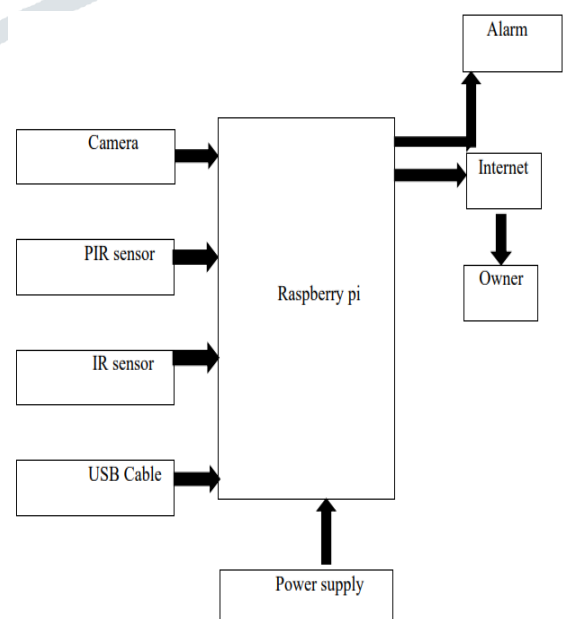 Alarm
Camera
Internet
PIR sensor
Owner
Raspberry pi
IR sensor
USB Cable
Power supply